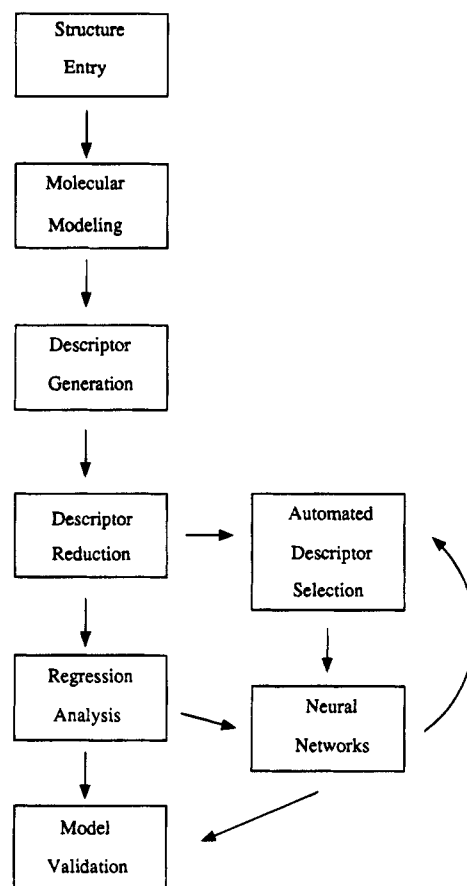 Structure
Entry
Molecular
Modeling
Descriptor
Generation
Descriptor
Reduction
Automated
Descriptor
Selection
Regression
Analysis
Neural
Networks
Model
Validation